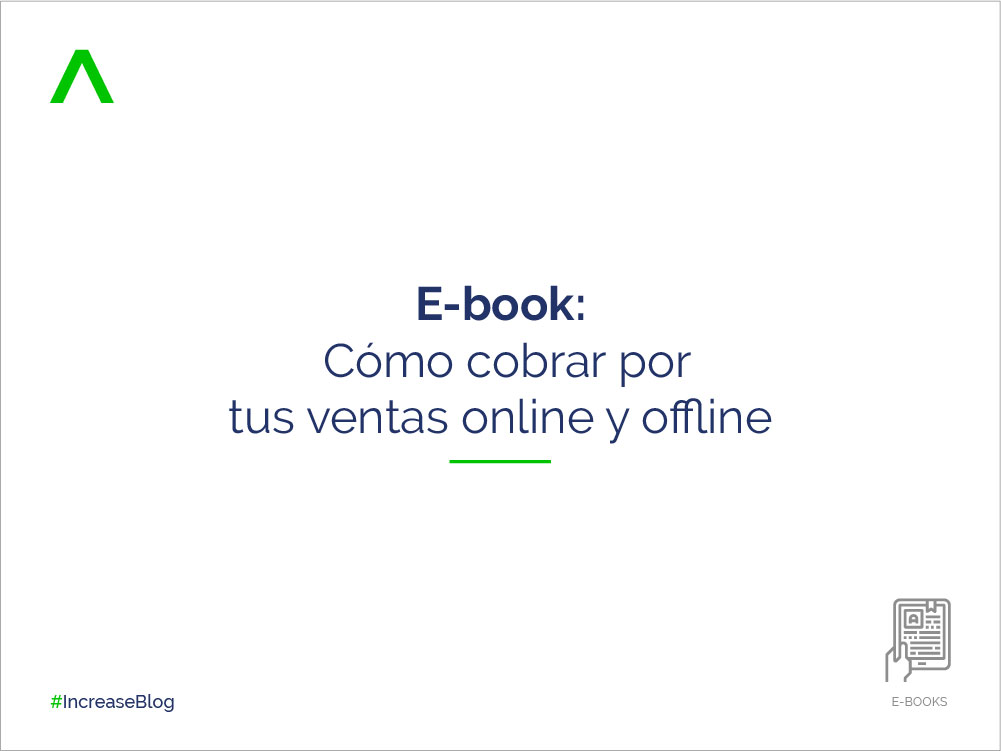 E-book:
Cómo cobrar por
tus ventas online y offline
#IncreaseBlog
E-BOOKS